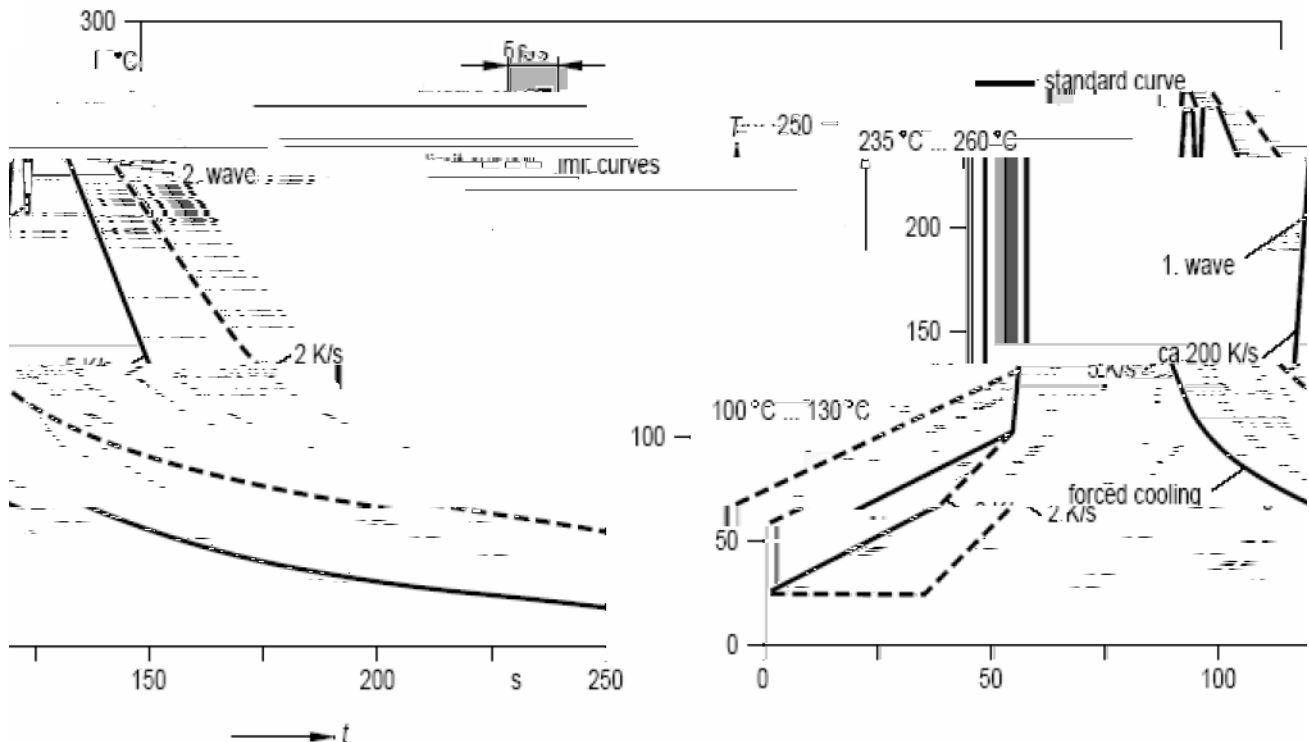 300
°C
standard curve
T
250
235 °C ... 260 °C
2. wave
curves
200
1. wave
150
ca 200 K/s
2 K/s
5 K/s
100 °C ... 130 °C
100
forced cooling
2 K/s
50
0
150
200
s
250
0
50
100
t